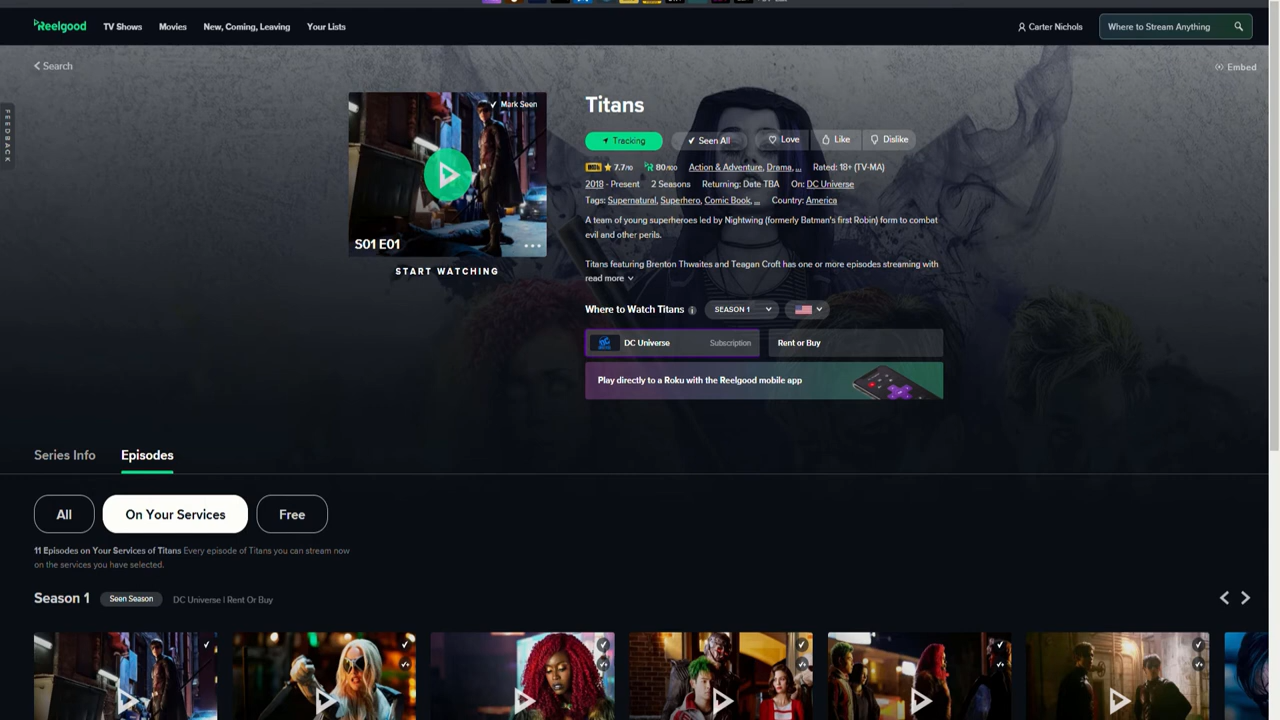 Reelgood TV Shows Movies New, Coming, Leaving Your Lists Carter Nichols Where to Stream Anything
Search
Embed
FEEDBACK
Mark Seen
S01 E01
START WATCHING
Titans
Tracking Seen All Love Like Dislike
IMDb 7.7/10 80/100 Action & Adventure, Drama, ... Rated: 18+ (TV-MA)
2018 - Present 2 Seasons Returning: Date TBA On: DC Universe
Tags: Supernatural, Superhero, Comic Book, ... Country: America
A team of young superheroes led by Nightwing (formerly Batman's first Robin) form to combat
evil and other perils.
Titans featuring Brenton Thwaites and Teagan Croft has one or more episodes streaming with
read more
Where to Watch Titans SEASON 1
DC Universe Subscription Rent or Buy
Play directly to a Roku with the Reelgood mobile app
Series Info Episodes
All On Your Services Free
11 Episodes on Your Services of Titans Every episode of Titans you can stream now
on the services you have selected.
Season 1 Seen Season DC Universe | Rent Or Buy